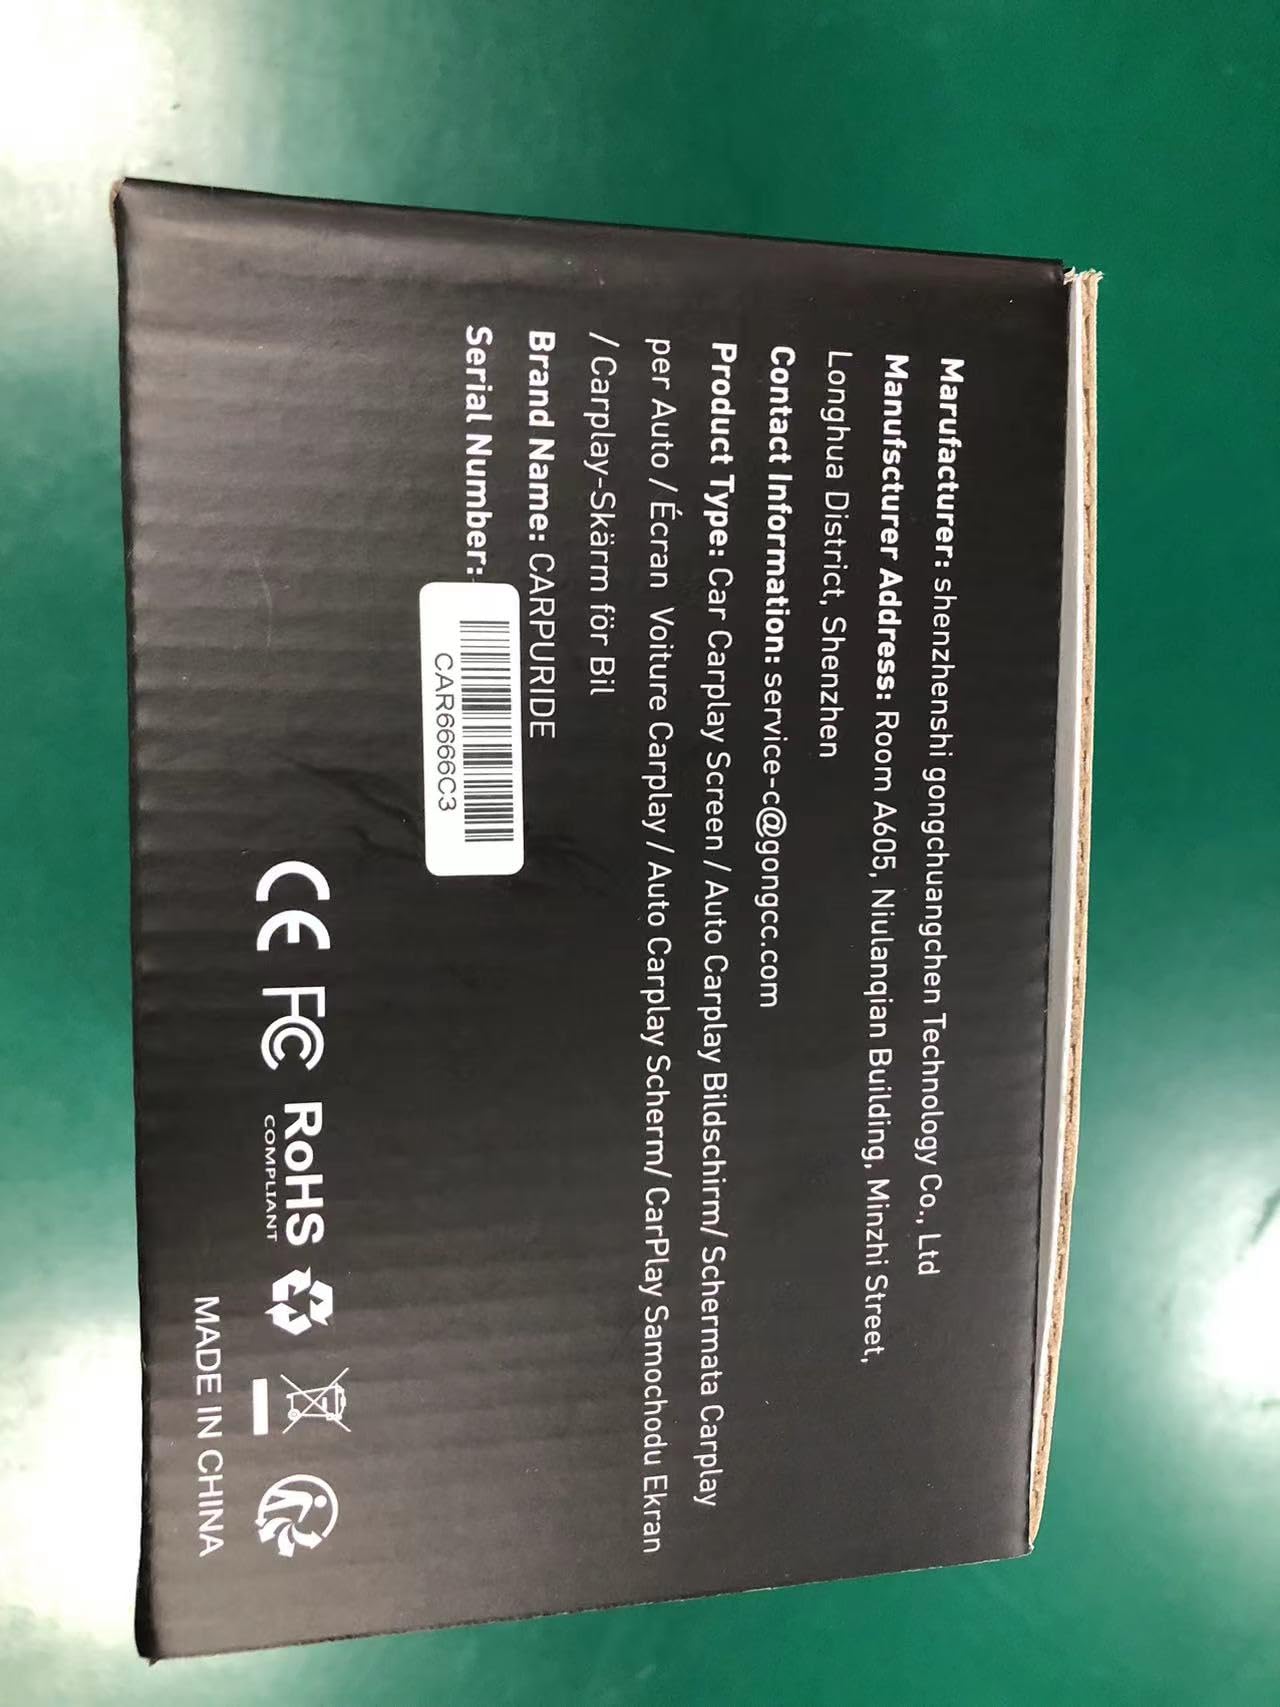 Marufacturer: shenzhenshi gongchuangchen Technology Co., Ltd
Manufscturer Address: Room A605, Niulanqian Building, Minzhi Street,
Longhua District, Shenzhen
Contact Information: service-c@gongcc.com
Product Type: Car Carplay Screen / Auto Carplay Bildschirm/ Schermata Carplay
per Auto / Écran Voiture Carplay / Auto Carplay Scherm/ CarPlay Samochodu Ekran
/ Carplay-Skärm för Bil
Brand Name: CARPURIDE
Serial Number:
CAR6666C3
CE FC RoHS
COMPLIANT
MADE IN CHINA